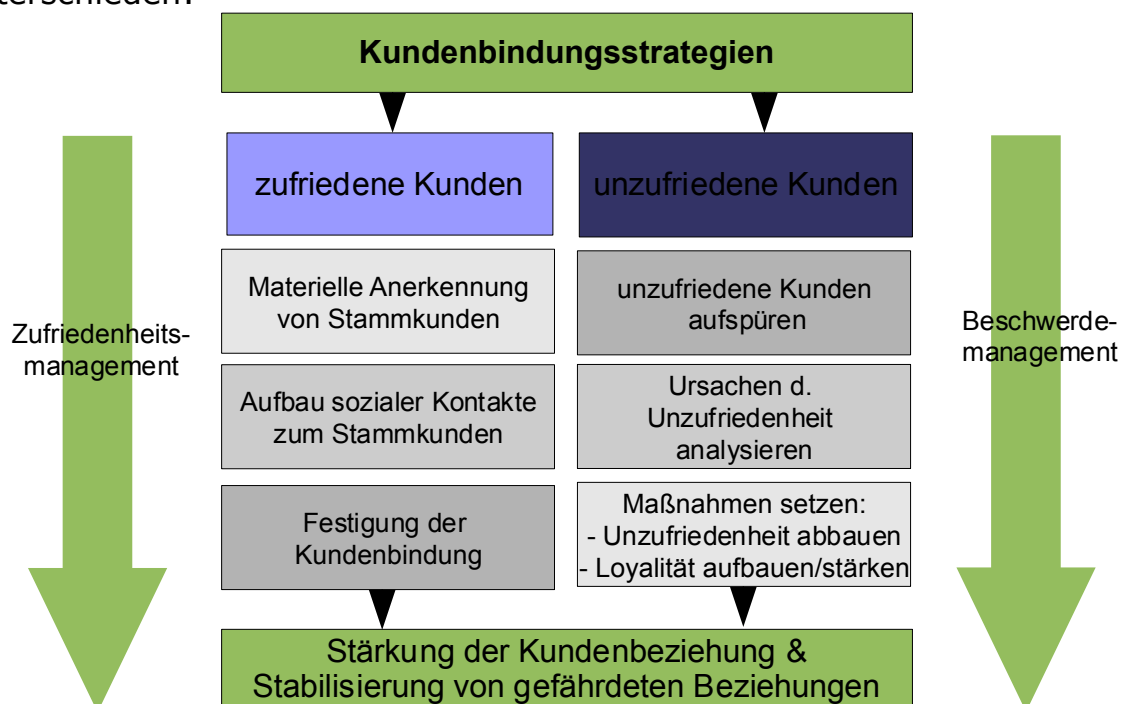 Kundenbindungsstrategien
zufriedene Kunden
unzufriedene Kunden
Materielle Anerkennung
von Stammkunden
unzufriedene Kunden
aufspüren
Zufriedenheits-
management
Beschwerde-
management
Aufbau sozialer Kontakte
zum Stammkunden
Ursachen d.
Unzufriedenheit
analysieren
Festigung der
Kundenbindung
Maßnahmen setzen:
- Unzufriedenheit abbauen
- Loyalität aufbauen/stärken
Stärkung der Kundenbeziehung &
Stabilisierung von gefährdeten Beziehungen